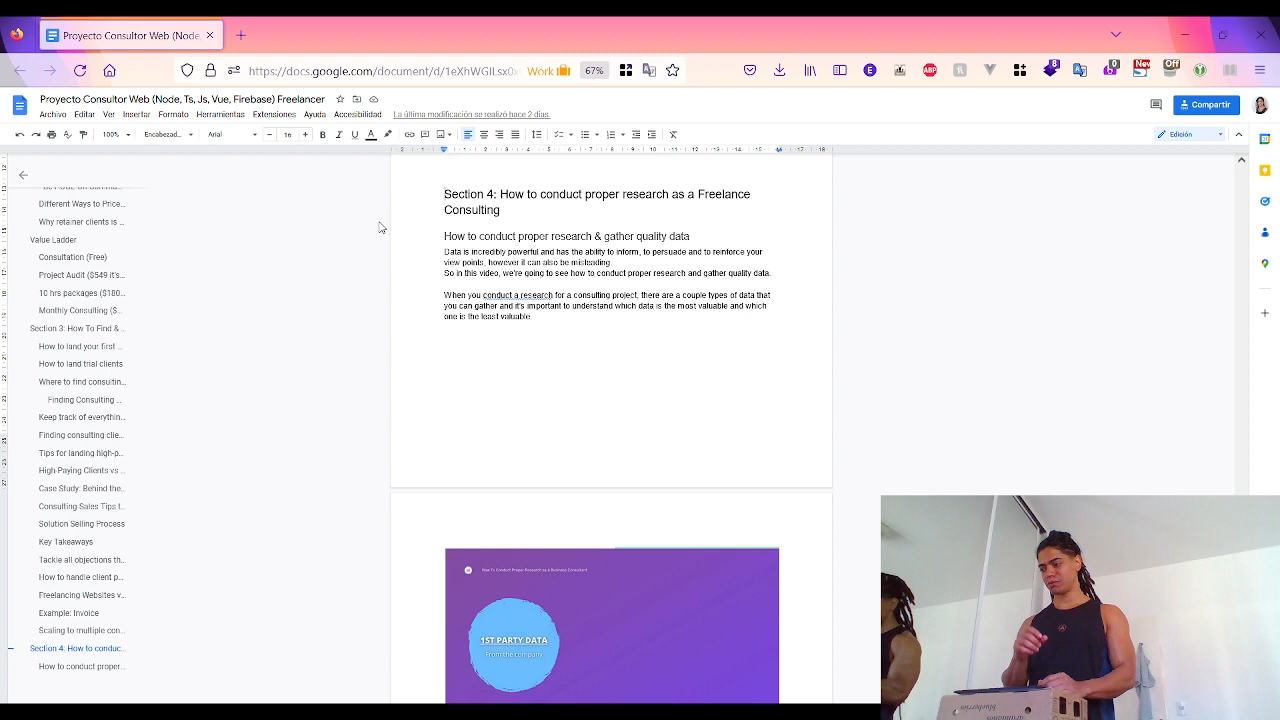 Proyecto Consultor Web (Node,
https://docs.google.com/document/d/1eXhWGILsx0x
Work
67%
New
Off
Proyecto Consultor Web (Node, Ts, Js, Vue, Firebase) Freelancer
Archivo Editar Ver Insertar Formato Herramientas Extensiones Ayuda Accesibilidad La última modificación se realizó hace 2 días.
Compartir
100% Encabezad... Arial 16
Edición
Different Ways to Price...
Why retainer clients is ...
Value Ladder
Consultation (Free)
Project Audit ($549 it's...
10 hrs packages ($180...
Monthly Consulting ($...
Section 3: How To Find & ...
How to land your first ...
How to land trial clients
Where to find consultin...
Finding Consulting ...
Keep track of everythin...
Finding consulting clie...
Tips for landing high-p...
High-Paying Clients vs ...
Case Study: Behind the...
Consulting Sales Tips t...
Solution Selling Process
Key Takeaways
Tackle all objections th...
How to handle client p...
Freelancing Websites v...
Example: Invoice
Scaling to multiple con...
Section 4: How to conduc...
How to conduct proper...
Section 4: How to conduct proper research as a Freelance
Consulting
How to conduct proper research & gather quality data
Data is incredibly powerful and has the ability to inform, to persuade and to reinforce your
view points, however it can also be misleading.
So in this video, we're going to see how to conduct proper research and gather quality data.
When you conduct a research for a consulting project, there are a couple types of data that
you can gather and it's important to understand which data is the most valuable and which
one is the least valuable.
How To Conduct Proper Research as a Business Consultant
1ST PARTY DATA
From the company